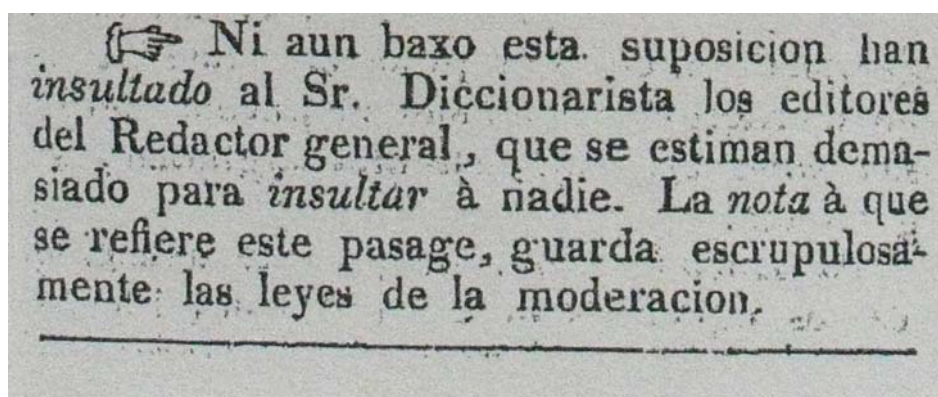 ☞ Ni aun baxo esta suposicion han
insultado al Sr. Diccionarista los editores
del Redactor general, que se estiman dema-
siado para insultar à nadie. La nota à que
se refiere este pasage, guarda escrupulosa-
mente las leyes de la moderacion.